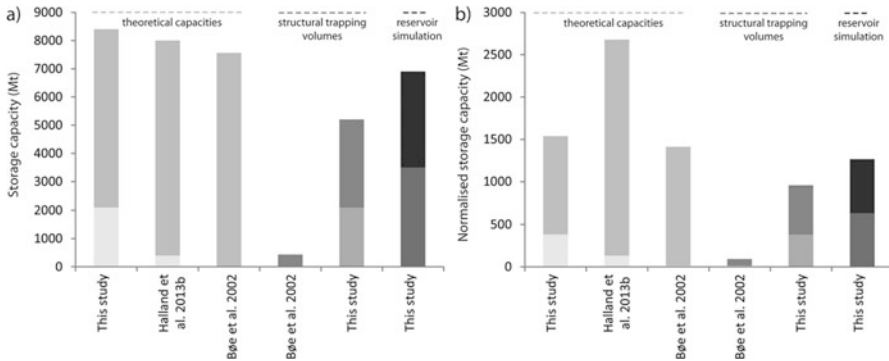 a)
theoretical capacities
structural trapping
volumes
reservoir
simulation
Storage capacity (Mt)
9000
8000
7000
6000
5000
4000
3000
2000
1000
0
This study
Halland et
al. 2013b
Bøe et al. 2002
Bøe et al. 2002
This study
This study
b)
theoretical capacities
structural trapping
volumes
reservoir
simulation
Normalised storage capacity (Mt)
3000
2500
2000
1500
1000
500
0
This study
Halland et
al. 2013b
Bøe et al. 2002
Bøe et al. 2002
This study
This study